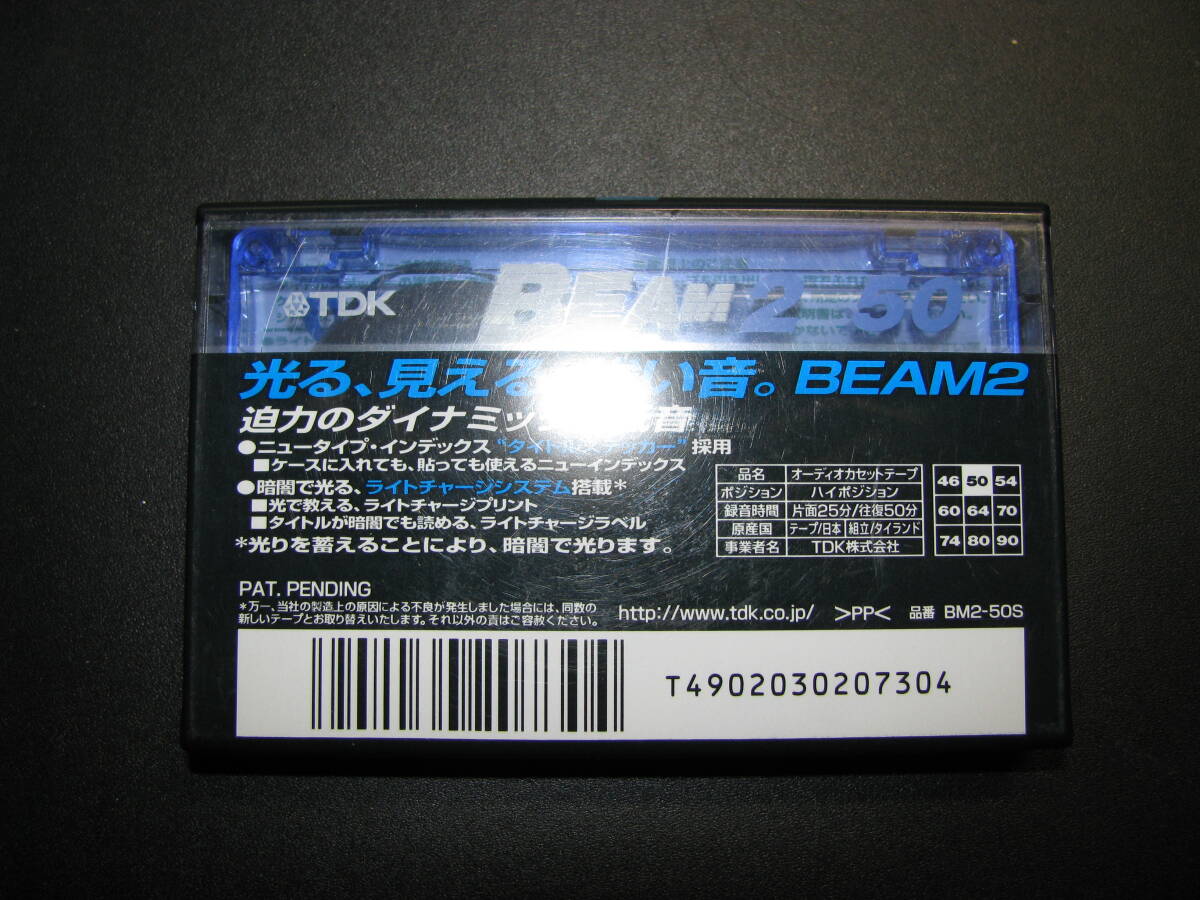 TDK BEAM 2 50
光る、見える い音。BEAM2
迫力のダイナミッ 音
●ニュータイプ・インデックス"タイトルステッカー"採用
■ケースに入れても、貼っても使えるニューインデックス
●暗闇で光る、ライトチャージシステム搭載*
■光で教える、ライトチャージプリント
■タイトルが暗闇でも読める、ライトチャージラベル
*光りを蓄えることにより、暗闇で光ります。
品名 オーディオカセットテープ
ポジション ハイポジション
録音時間 片面25分/往復50分
原産国 テープ/日本 組立/タイランド
事業者名 TDK株式会社
46 50 54
60 64 70
74 80 90
PAT. PENDING
*万一、当社の製造上の原因による不良が発生しました場合には、同数の
新しいテープとお取り替えいたします。それ以外の責はご容赦ください。
http://www.tdk.co.jp/ >PP< 品番 BM2-50S
T4902030207304